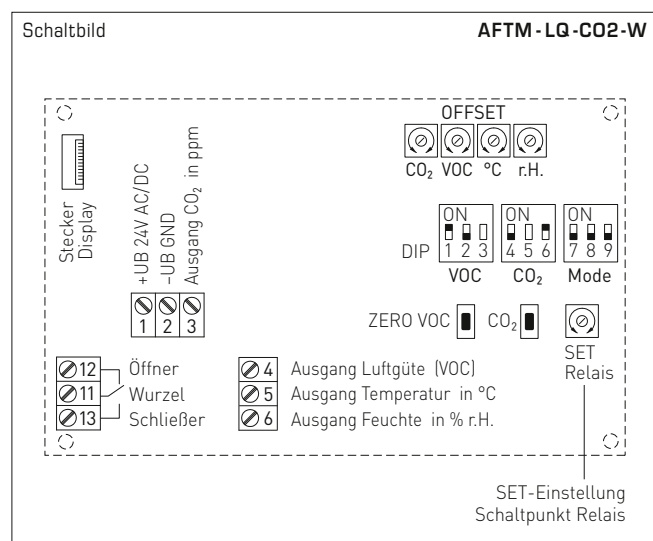 Schaltbild
AFTM-LQ-CO2-W
OFFSET
CO₂ VOC °C r.H.
Stecker
Display
+UB 24V AC/DC
–UB GND
Ausgang CO₂ in ppm
1 2 3
ON ON ON
DIP 1 2 3 4 5 6 7 8 9
VOC CO₂ Mode
ZERO VOC CO₂
SET
Relais
12 Öffner
11 Wurzel
13 Schließer
4 Ausgang Luftgüte (VOC)
5 Ausgang Temperatur in °C
6 Ausgang Feuchte in % r.H.
SET-Einstellung
Schaltpunkt Relais